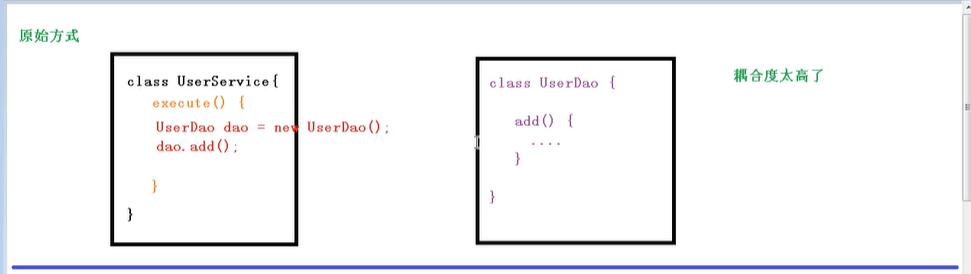 原始方式
class UserService{
execute() {
UserDao dao = new UserDao();
dao.add();
}
}
class UserDao {
add() {
....
}
}
耦合度太高了